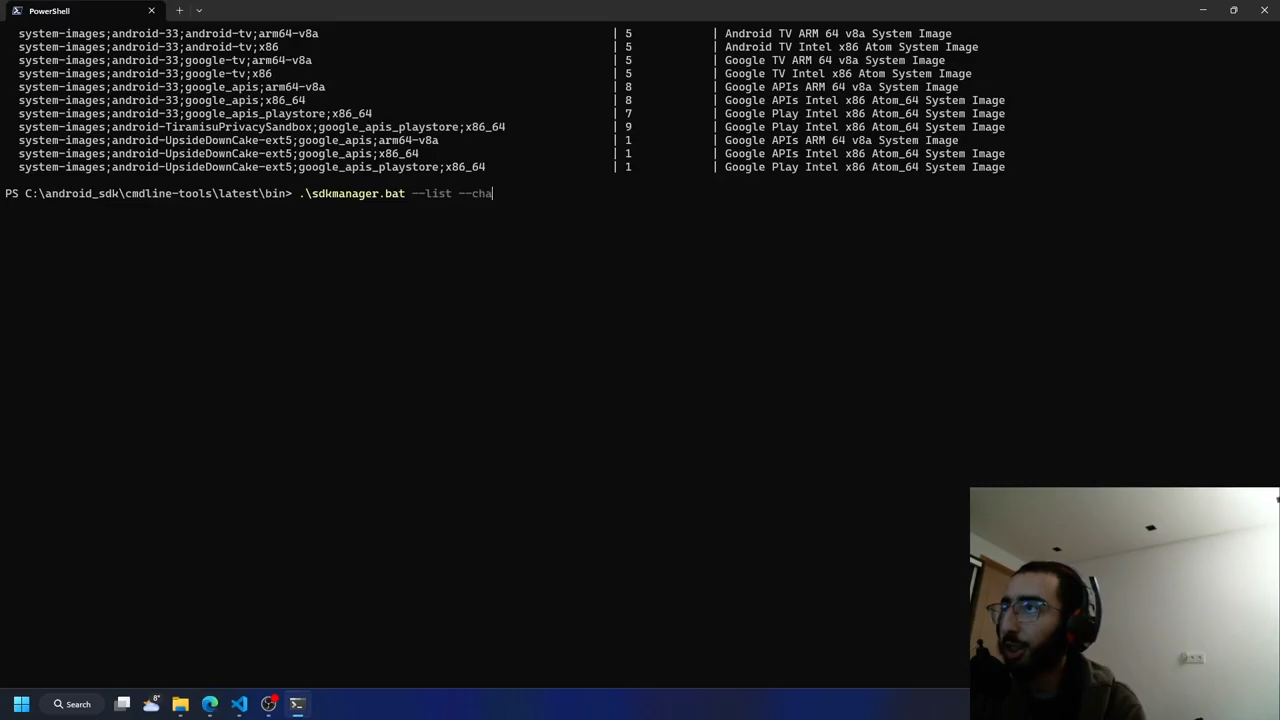 PowerShell
system-images;android-33;android-tv;arm64-v8a | 5 | Android TV ARM 64 v8a System Image
system-images;android-33;android-tv;x86 | 5 | Android TV Intel x86 Atom System Image
system-images;android-33;google-tv;arm64-v8a | 5 | Google TV ARM 64 v8a System Image
system-images;android-33;google-tv;x86 | 5 | Google TV Intel x86 Atom System Image
system-images;android-33;google_apis;arm64-v8a | 8 | Google APIs ARM 64 v8a System Image
system-images;android-33;google_apis;x86_64 | 8 | Google APIs Intel x86 Atom_64 System Image
system-images;android-33;google_apis_playstore;x86_64 | 7 | Google Play Intel x86 Atom_64 System Image
system-images;android-TiramisuPrivacySandbox;google_apis_playstore;x86_64 | 9 | Google Play Intel x86 Atom_64 System Image
system-images;android-UpsideDownCake-ext5;google_apis;arm64-v8a | 1 | Google APIs ARM 64 v8a System Image
system-images;android-UpsideDownCake-ext5;google_apis;x86_64 | 1 | Google APIs Intel x86 Atom_64 System Image
system-images;android-UpsideDownCake-ext5;google_apis_playstore;x86_64 | 1 | Google Play Intel x86 Atom_64 System Image
PS C:\android_sdk\cmdline-tools\latest\bin> .\sdkmanager.bat --list --cha
Search
8°